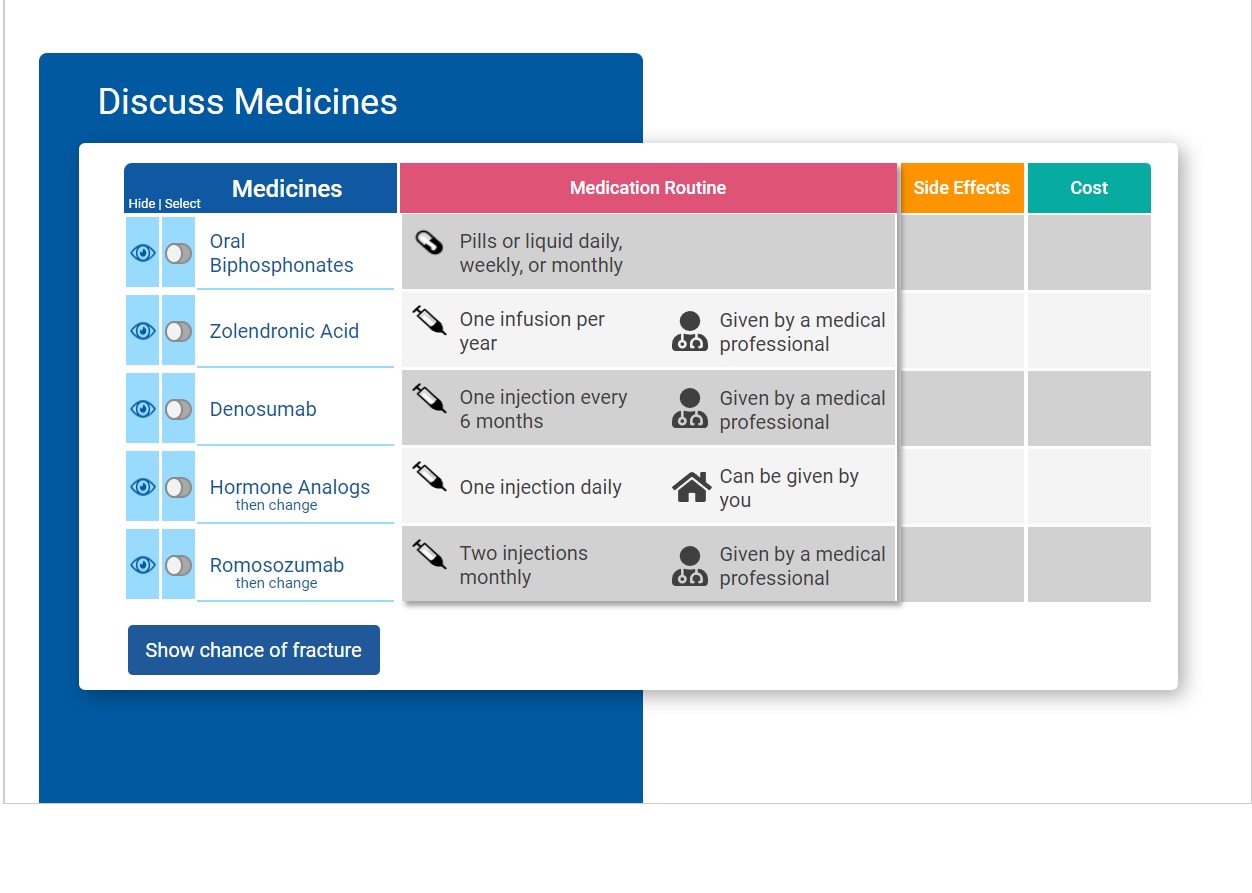 Discuss Medicines
Hide | Select
Medicines
Medication Routine
Side Effects
Cost
Oral
Biphosphonates
Pills or liquid daily,
weekly, or monthly
Zolendronic Acid
One infusion per
year
Given by a medical
professional
Denosumab
One injection every
6 months
Given by a medical
professional
Hormone Analogs
then change
One injection daily
Can be given by
you
Romosozumab
then change
Two injections
monthly
Given by a medical
professional
Show chance of fracture